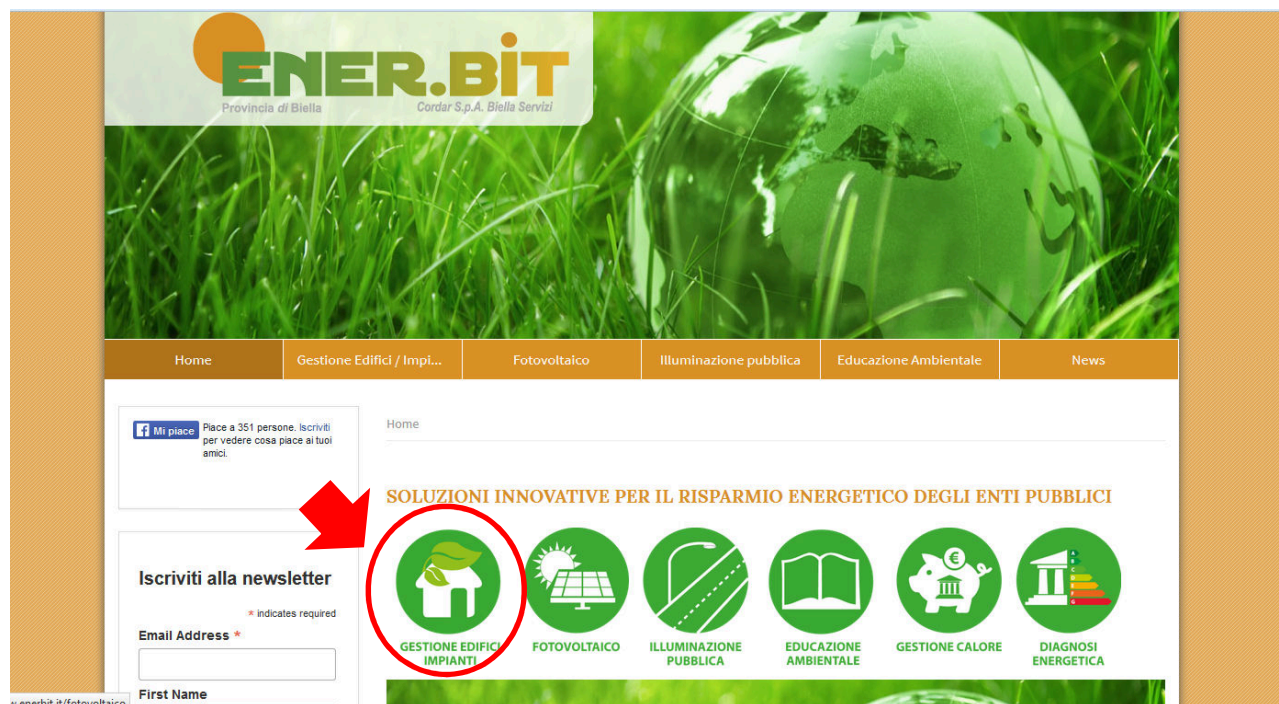 ENER.BIT
Provincia di Biella Cordar S.p.A. Biella Servizi
Home Gestione Edifici / Impi... Fotovoltaico Illuminazione pubblica Educazione Ambientale News
Mi piace
Piace a 351 persone. Iscriviti
per vedere cosa piace ai tuoi
amici.
Home
SOLUZIONI INNOVATIVE PER IL RISPARMIO ENERGETICO DEGLI ENTI PUBBLICI
€
A
B
C
D
E
F
G
GESTIONE EDIFICI
IMPIANTI
FOTOVOLTAICO
ILLUMINAZIONE
PUBBLICA
EDUCAZIONE
AMBIENTALE
GESTIONE CALORE
DIAGNOSI
ENERGETICA
Iscriviti alla newsletter
* indicates required
Email Address *
First Name
w.enerbit.it/fotovoltaico